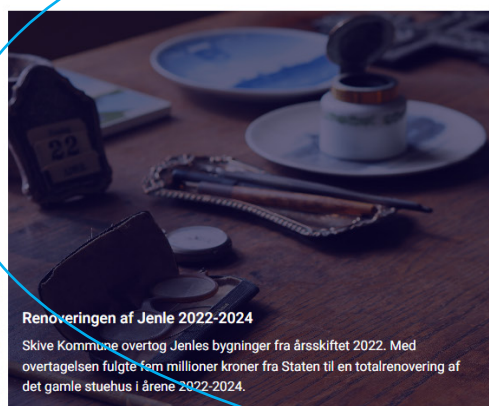 22
Renoveringen af Jenle 2022-2024
Skive Kommune overtog Jenles bygninger fra årsskiftet 2022. Med
overtagelsen fulgte fem millioner kroner fra Staten til en totalrenovering af
det gamle stuehus i årene 2022-2024.